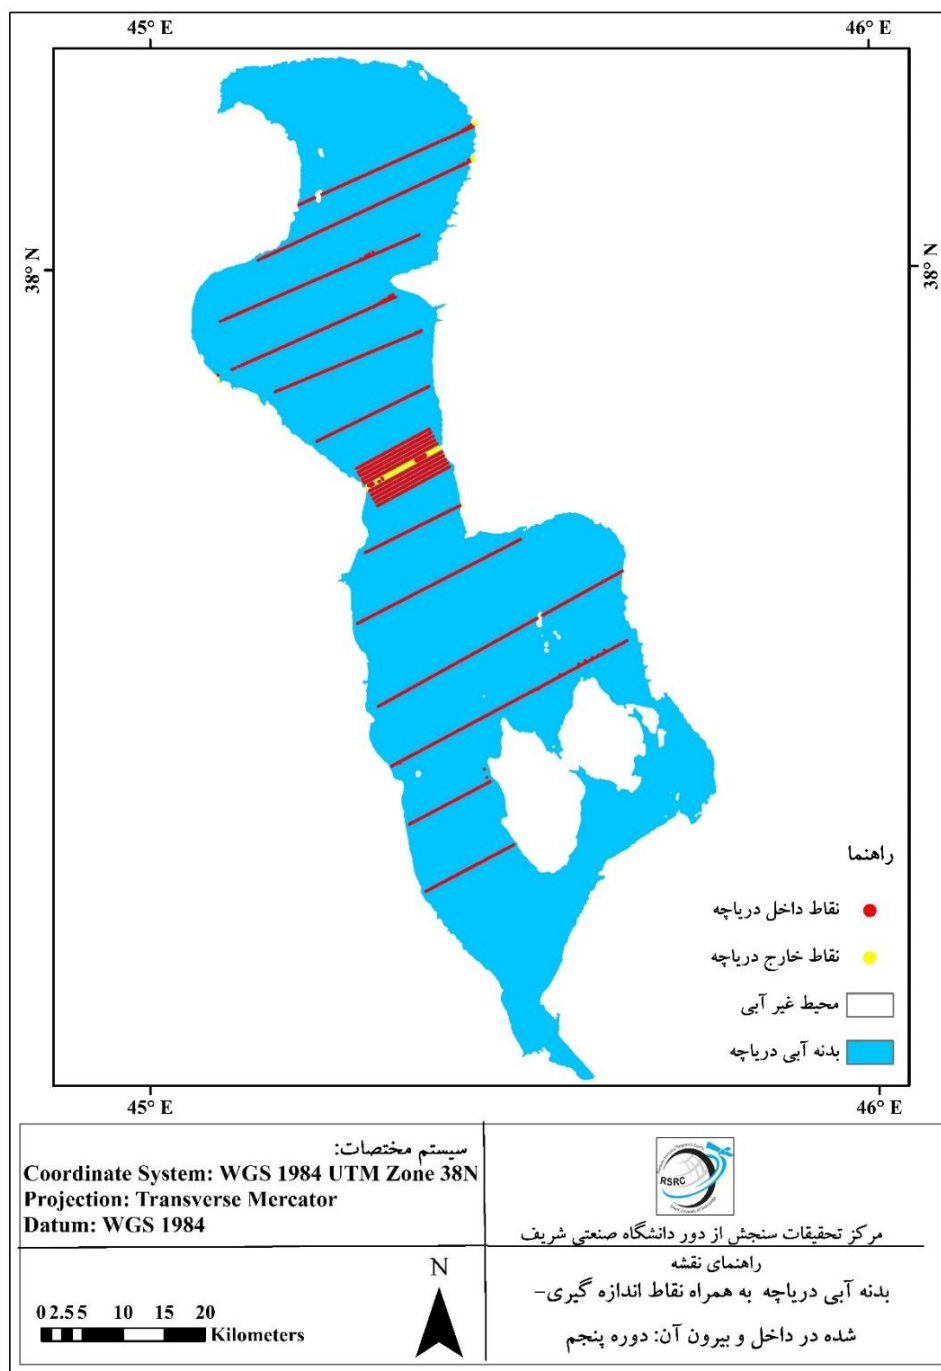 45° E
46° E
38° N
38° N
راهنما
نقاط داخل دریاچه
نقاط خارج دریاچه
محیط غیر آبی
بدنه آبی دریاچه
45° E
46° E
سیستم مختصات:
Coordinate System: WGS 1984 UTM Zone 38N
Projection: Transverse Mercator
Datum: WGS 1984
RSRC
مرکز تحقیقات سنجش از دور دانشگاه صنعتی شریف
راهنمای نقشه
بدنه آبی دریاچه به همراه نقاط اندازه گیری-
شده در داخل و بیرون آن: دوره پنجم
N
0 2.5 5 10 15 20
Kilometers